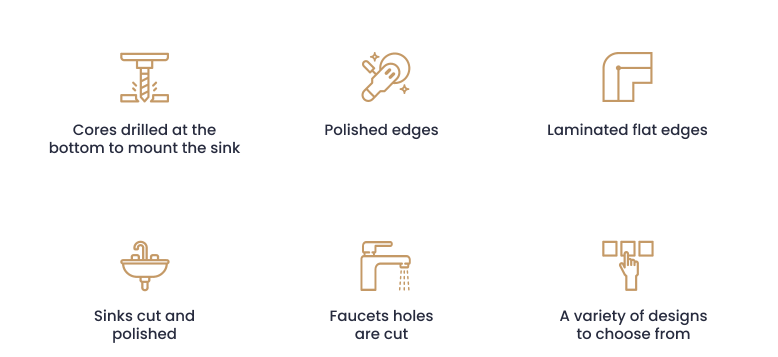 Cores drilled at the
bottom to mount the sink
Polished edges
Laminated flat edges
Sinks cut and
polished
Faucets holes
are cut
A variety of designs
to choose from